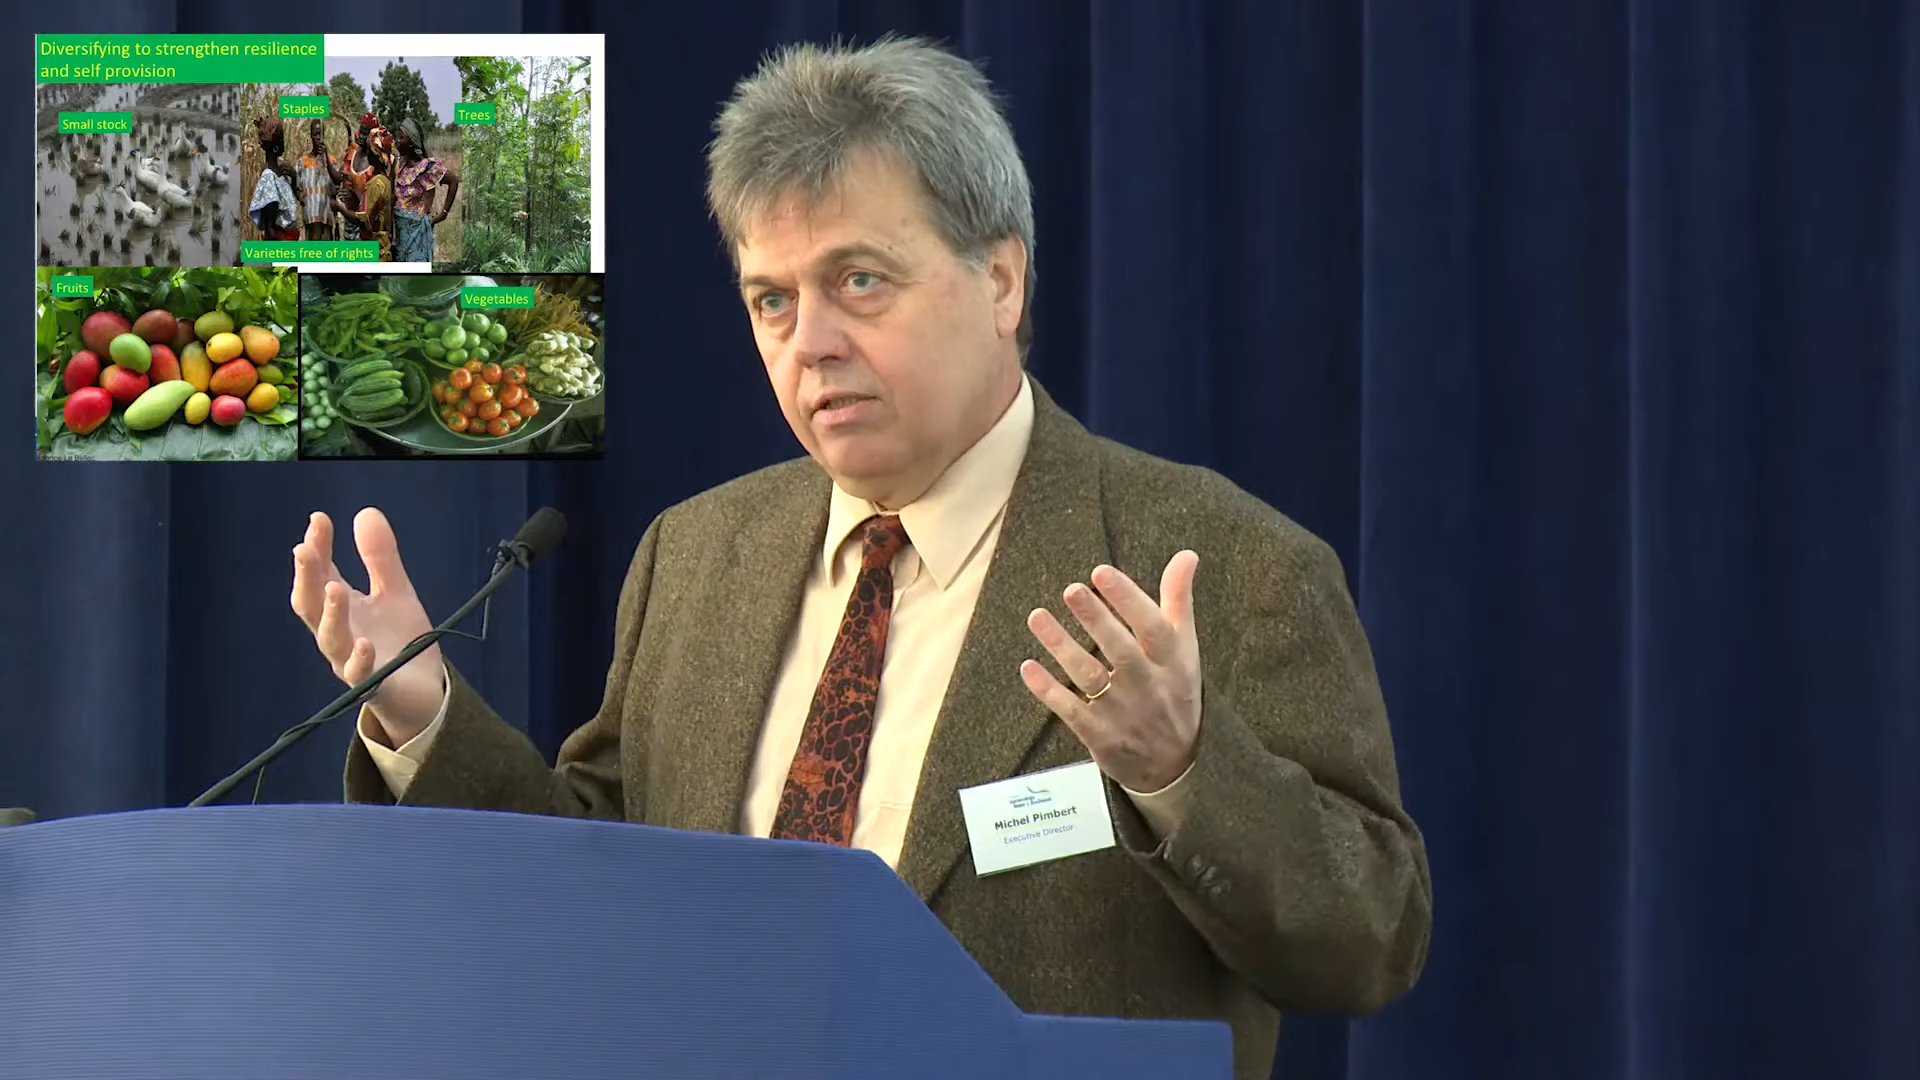 Diversifying to strengthen resilience
and self provision
Small stock
Staples
Trees
Varieties free of rights
Fruits
Vegetables
Michel Pimbert
Executive Director